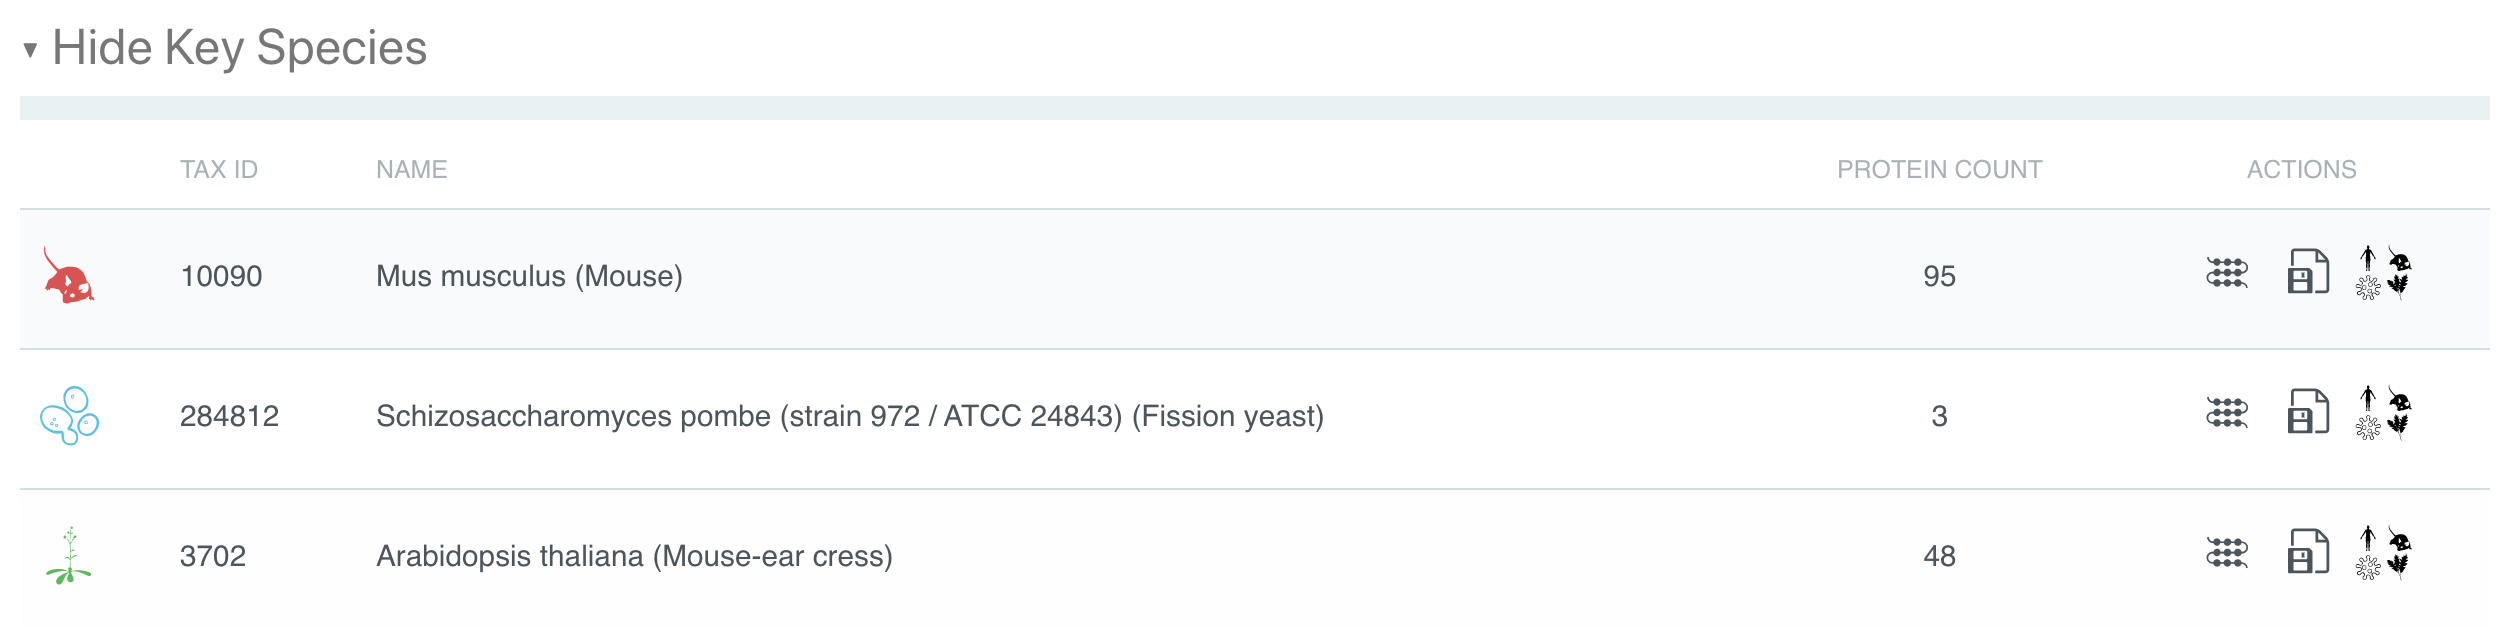 ▼ Hide Key Species
TAX ID NAME PROTEIN COUNT ACTIONS
10090 Mus musculus (Mouse) 95
284812 Schizosaccharomyces pombe (strain 972 / ATCC 24843) (Fission yeast) 3
3702 Arabidopsis thaliana (Mouse-ear cress) 48